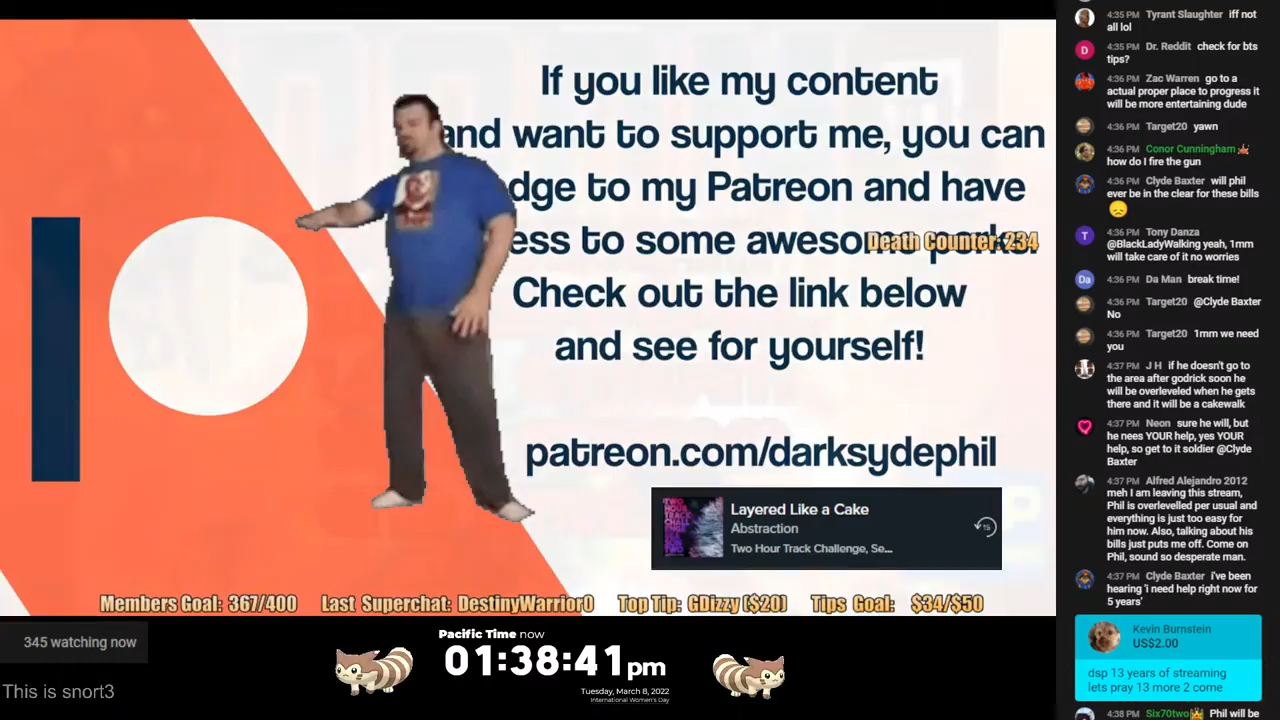 If you like my content
and want to support me, you can
dge to my Patreon and have
ess to some awesome perks.
Check out the link below
and see for yourself!
patreon.com/darksydephil
Death Counter: 234
Layered Like a Cake
Abstraction
Two Hour Track Challenge, Se...
15
TWO
HOUR
TRACK
CHALL
ENGE
SEA
SON
TWO
Members Goal: 367/400 Last Superchat: DestinyWarrior0 Top Tip: GDizzy ($20) Tips Goal: $34/$50
345 watching now
This is snort3
Pacific Time now
01:38:41 pm
Tuesday, March 8, 2022
International Women's Day
4:35 PM Tyrant Slaughter iff not
all lol
D
4:35 PM Dr. Reddit check for bts
tips?
4:36 PM Zac Warren go to a
actual proper place to progress it
will be more entertaining dude
4:36 PM Target20 yawn
4:36 PM Conor Cunningham
how do I fire the gun
4:36 PM Clyde Baxter will phil
ever be in the clear for these bills
T
4:36 PM Tony Danza
@BlackLadyWalking yeah, 1mm
will take care of it no worries
Da
4:36 PM Da Man break time!
4:36 PM Target20 @Clyde Baxter
No
4:36 PM Target20 1mm we need
you
4:37 PM J H if he doesn't go to
the area after godrick soon he
will be overleveled when he gets
there and it will be a cakewalk
4:37 PM Neon sure he will, but
he nees YOUR help, yes YOUR
help, so get to it soldier @Clyde
Baxter
4:37 PM Alfred Alejandro 2012
meh I am leaving this stream,
Phil is overlevelled per usual and
everything is just too easy for
him now. Also, talking about his
bills just puts me off. Come on
Phil, sound so desperate man.
4:37 PM Clyde Baxter i've been
hearing 'i need help right now for
5 years'
Kevin Burnstein
US$2.00
dsp 13 years of streaming
lets pray 13 more 2 come
4:38 PM Six70two Phil will be